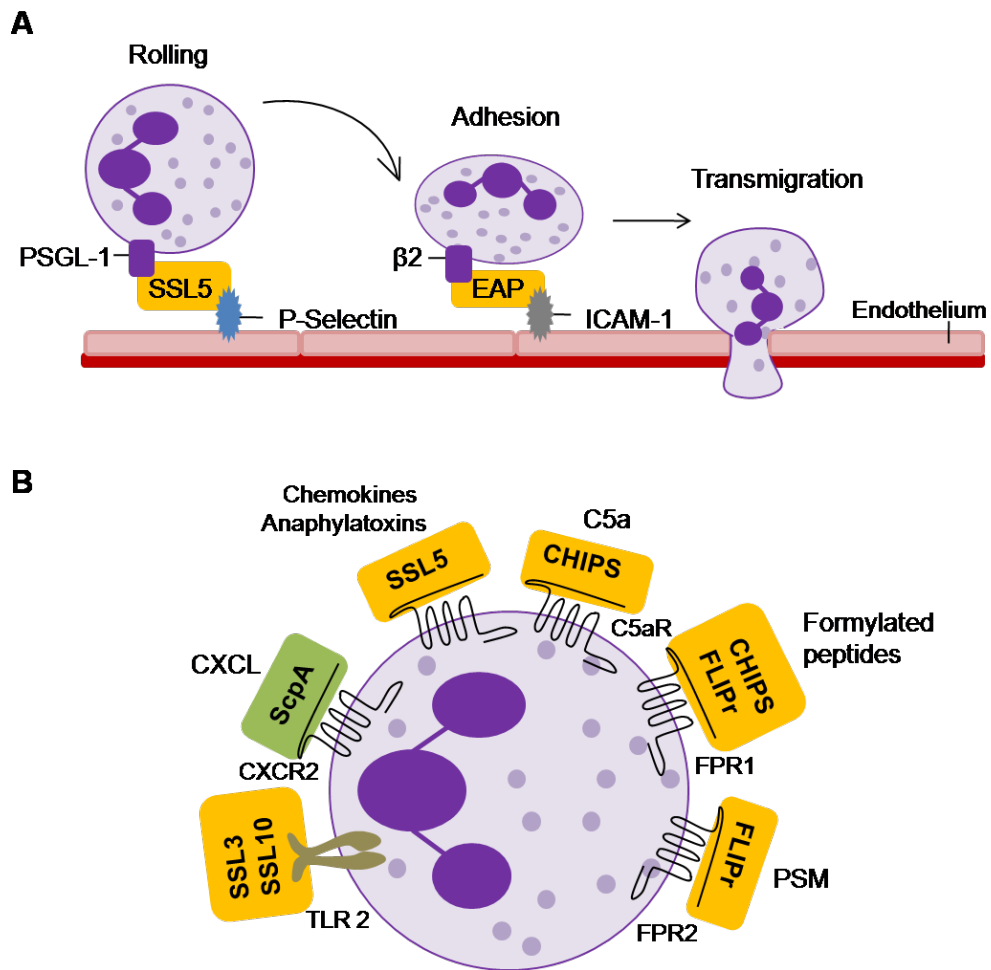 A
Rolling
Adhesion
Transmigration
PSGL-1
SSL5
P-Selectin
β2
EAP
ICAM-1
Endothelium
B
Chemokines
Anaphylatoxins
SSL5
C5a
CHIPS
C5aR
Formylated
peptides
CHIPS
FLIPr
FPR1
CXCL
ScpA
CXCR2
SSL3
SSL10
TLR 2
FLIPr
PSM
FPR2